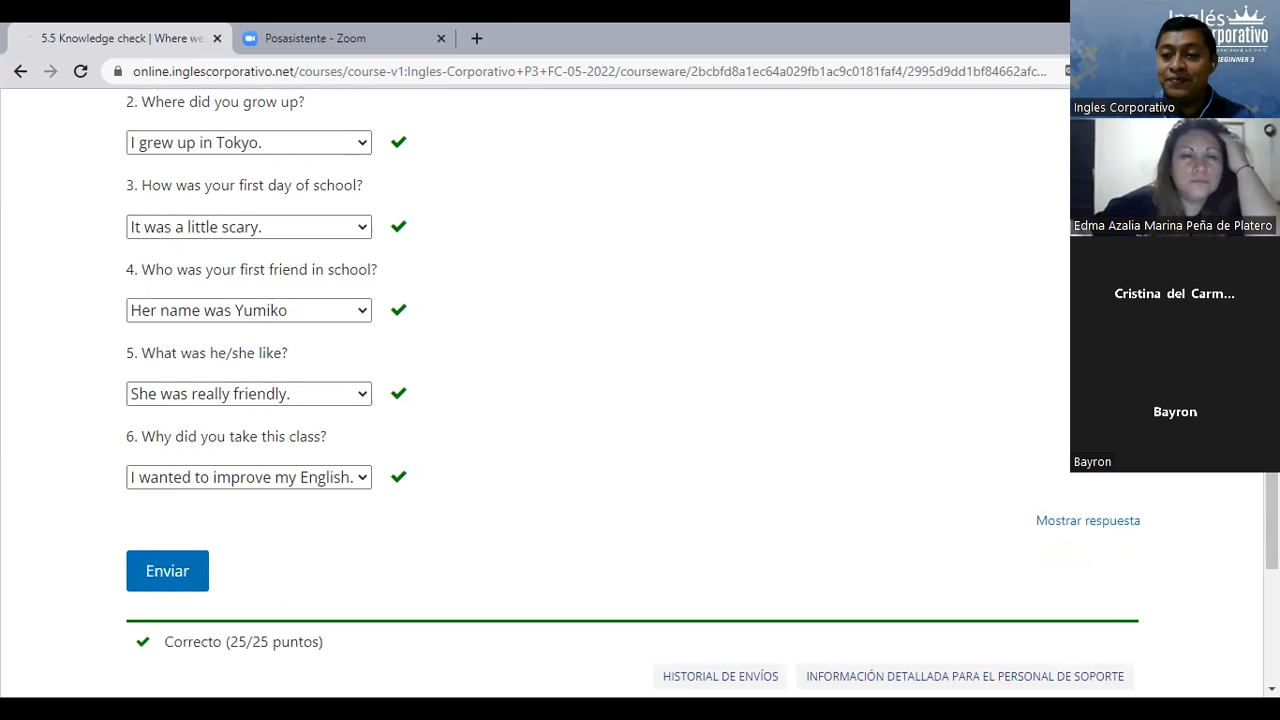 5.5 Knowledge check | Where we
Posasistente - Zoom
online.inglescorporativo.net/courses/course-v1:Ingles-Corporativo+P3+FC-05-2022/courseware/2bcbfd8a1ec64a029fb1ac9c0181faf4/2995d9dd1bf84662afc...
2. Where did you grow up?
I grew up in Tokyo.
3. How was your first day of school?
It was a little scary.
4. Who was your first friend in school?
Her name was Yumiko
5. What was he/she like?
She was really friendly.
6. Why did you take this class?
I wanted to improve my English.
Mostrar respuesta
Enviar
Correcto (25/25 puntos)
HISTORIAL DE ENVÍOS
INFORMACIÓN DETALLADA PARA EL PERSONAL DE SOPORTE
Inglés
BEGINNER 3
Ingles Corporativo
Edma Azalia Marina Peña de Platero
Cristina del Carm...
Bayron
Bayron